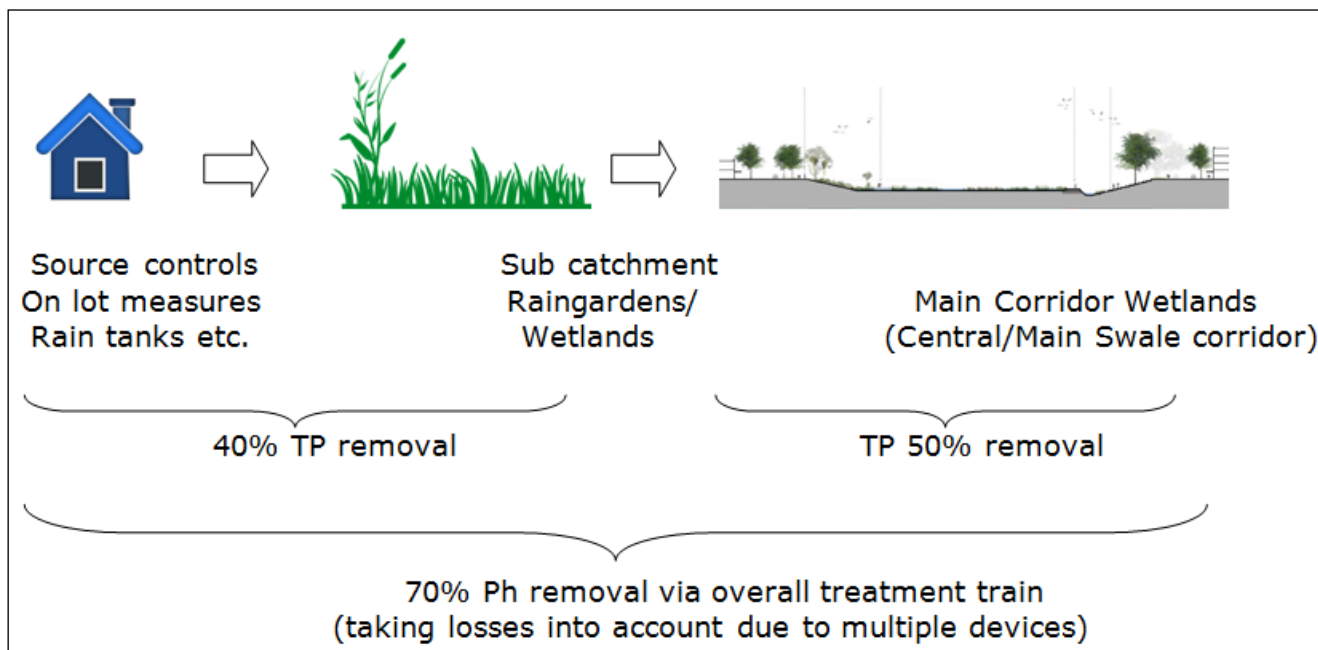 Source controls
On lot measures
Rain tanks etc.
Sub catchment
Raingardens/
Wetlands
Main Corridor Wetlands
(Central/Main Swale corridor)
40% TP removal
TP 50% removal
70% Ph removal via overall treatment train
(taking losses into account due to multiple devices)